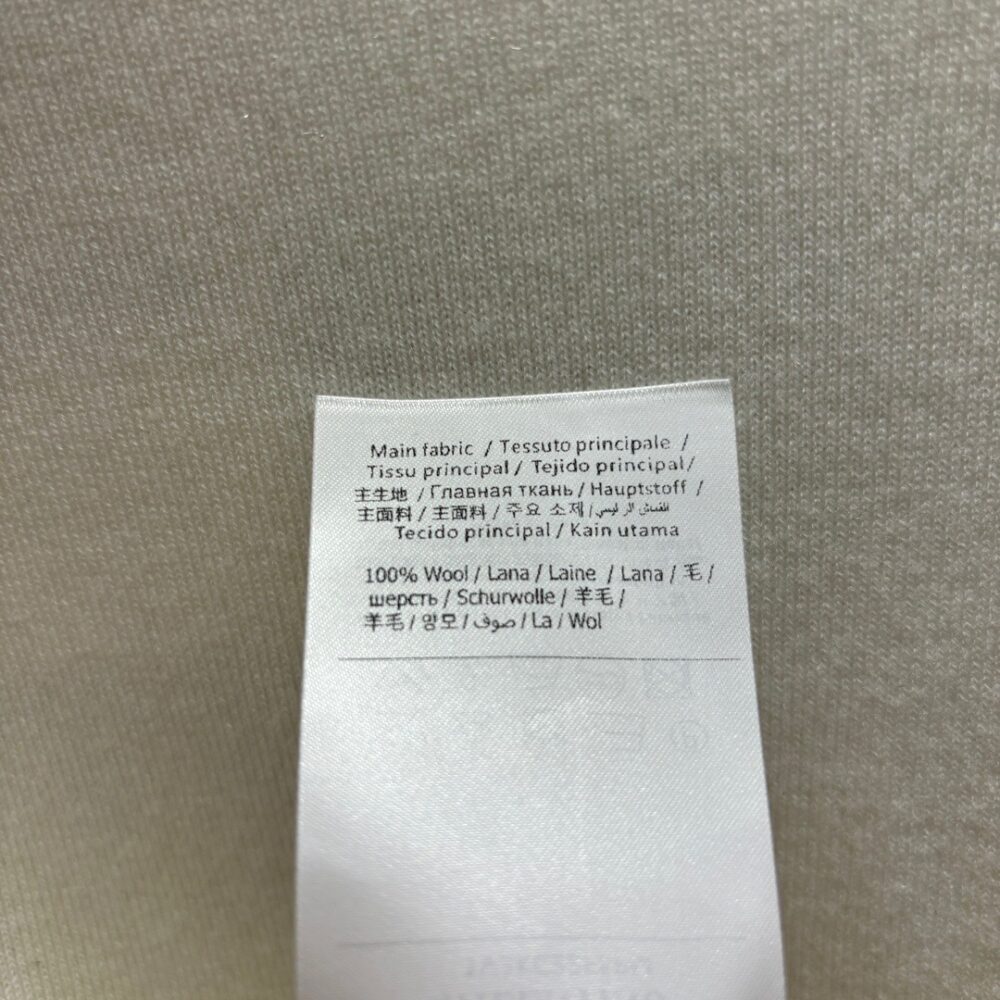 Main fabric / Tessuto principale /
Tissu principal / Tejido principal/
主生地 / Главная ткань / Hauptstoff /
主面料 / 主面料 / 주요 소재 / القماش الرئيسي
Tecido principal / Kain utama
100% Wool / Lana / Laine / Lana / 毛 /
шерсть / Schurwolle / 羊毛 /
羊毛 / 양모 / صوف / La / Wol